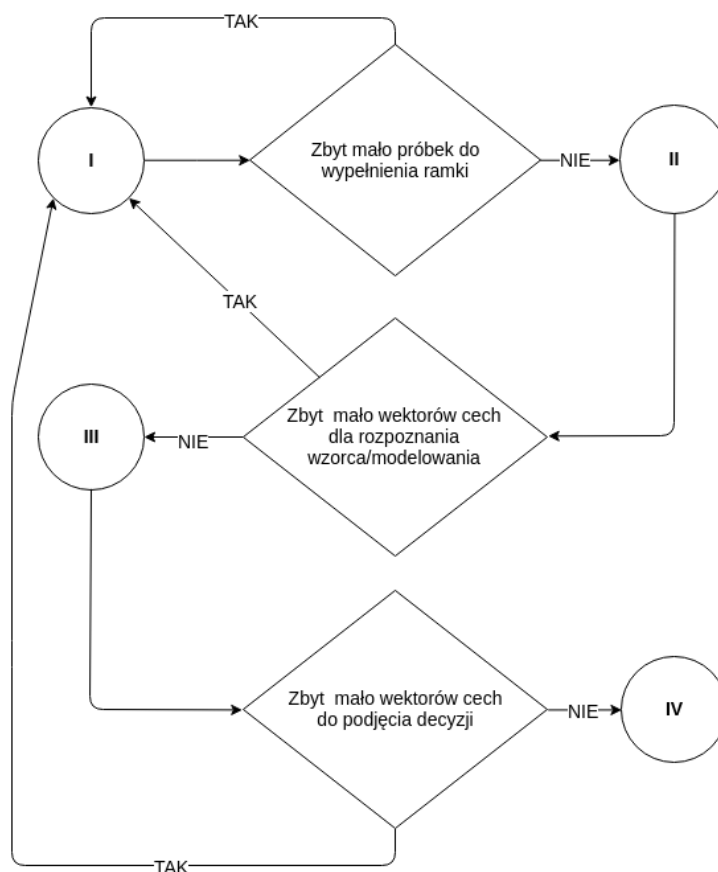 TAK
I
Zbyt mało próbek do
wypełnienia ramki
NIE
II
TAK
Zbyt mało wektorów cech
dla rozpoznania
wzorca/modelowania
NIE
III
Zbyt mało wektorów cech
do podjęcia decyzji
NIE
IV
TAK